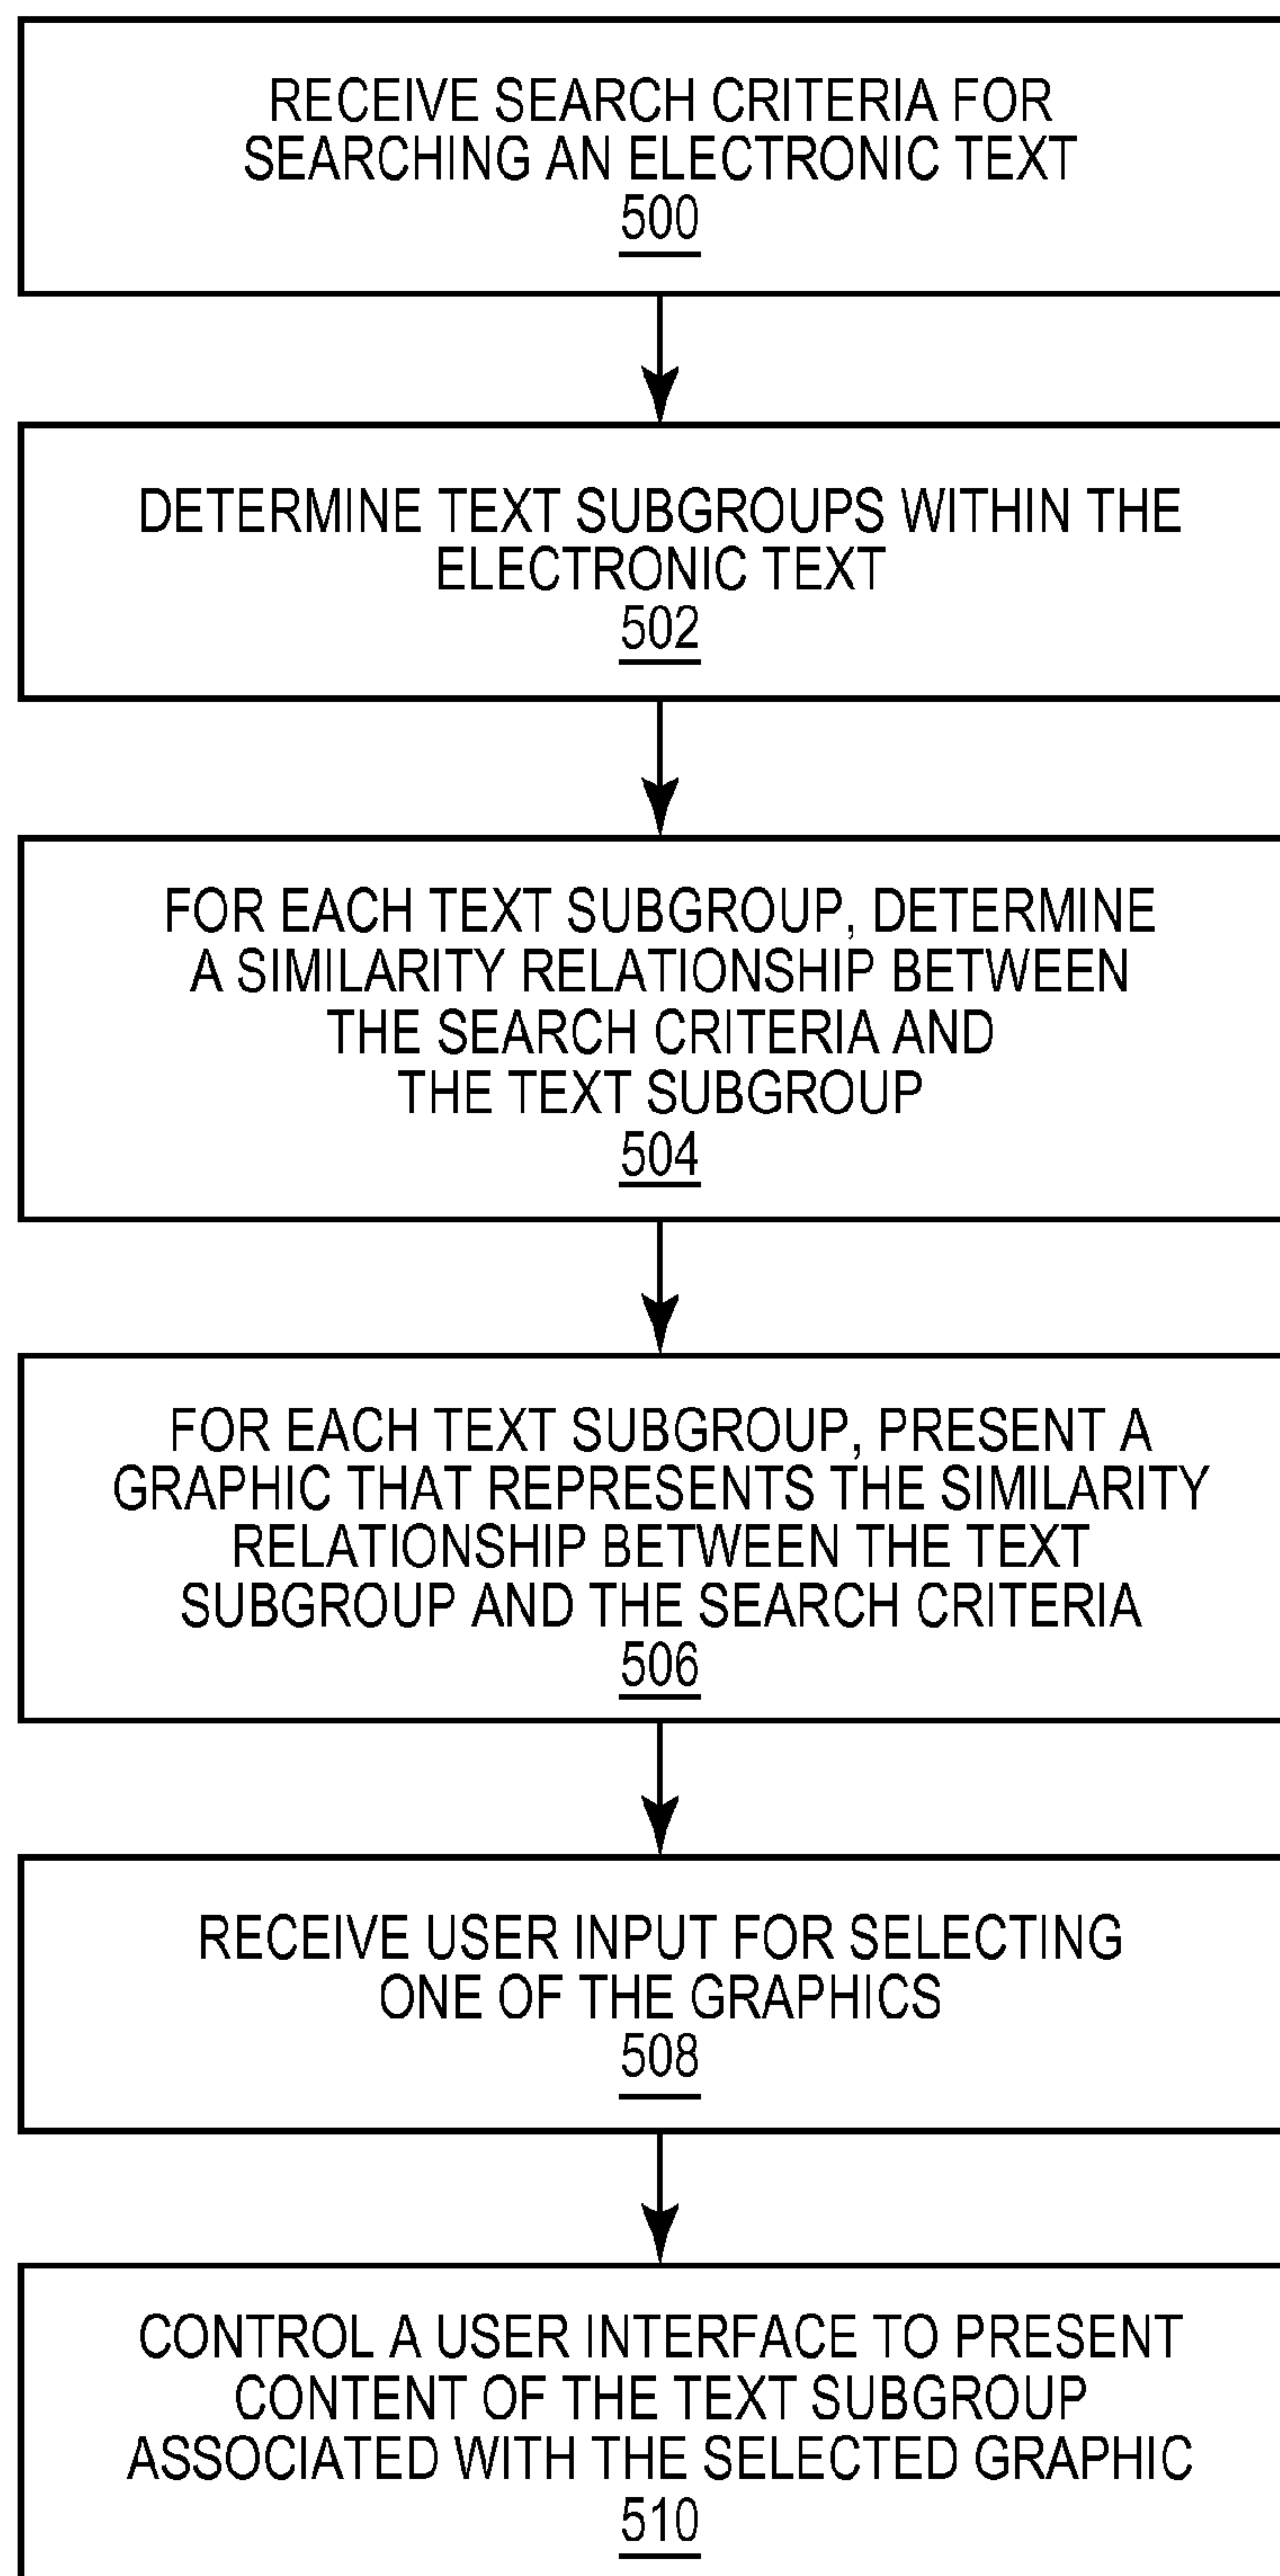 RECEIVE SEARCH CRITERIA FOR
SEARCHING AN ELECTRONIC TEXT
500
DETERMINE TEXT SUBGROUPS WITHIN THE
ELECTRONIC TEXT
502
FOR EACH TEXT SUBGROUP, DETERMINE
A SIMILARITY RELATIONSHIP BETWEEN
THE SEARCH CRITERIA AND
THE TEXT SUBGROUP
504
FOR EACH TEXT SUBGROUP, PRESENT A
GRAPHIC THAT REPRESENTS THE SIMILARITY
RELATIONSHIP BETWEEN THE TEXT
SUBGROUP AND THE SEARCH CRITERIA
506
RECEIVE USER INPUT FOR SELECTING
ONE OF THE GRAPHICS
508
CONTROL A USER INTERFACE TO PRESENT
CONTENT OF THE TEXT SUBGROUP
ASSOCIATED WITH THE SELECTED GRAPHIC
510